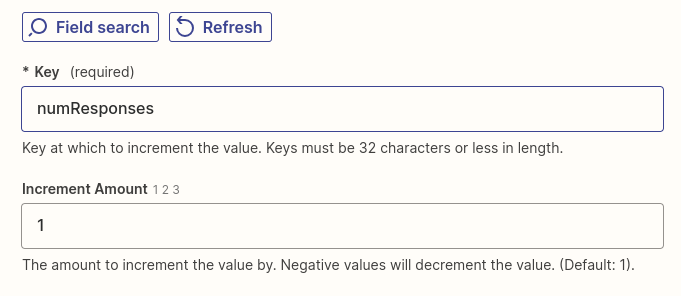 Field search Refresh
* Key (required)
numResponses
Key at which to increment the value. Keys must be 32 characters or less in length.
Increment Amount 1 2 3
1
The amount to increment the value by. Negative values will decrement the value. (Default: 1).